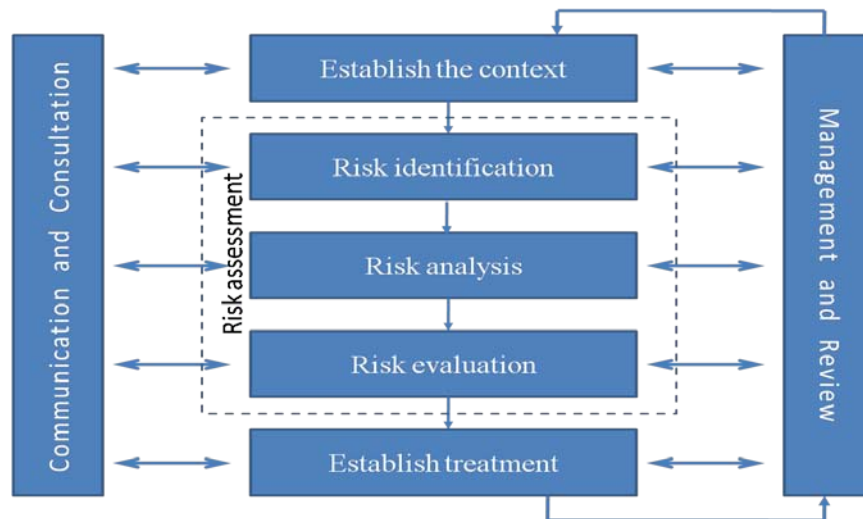 Communication and Consultation
Establish the context
Risk assessment
Risk identification
Risk analysis
Risk evaluation
Establish treatment
Management and Review